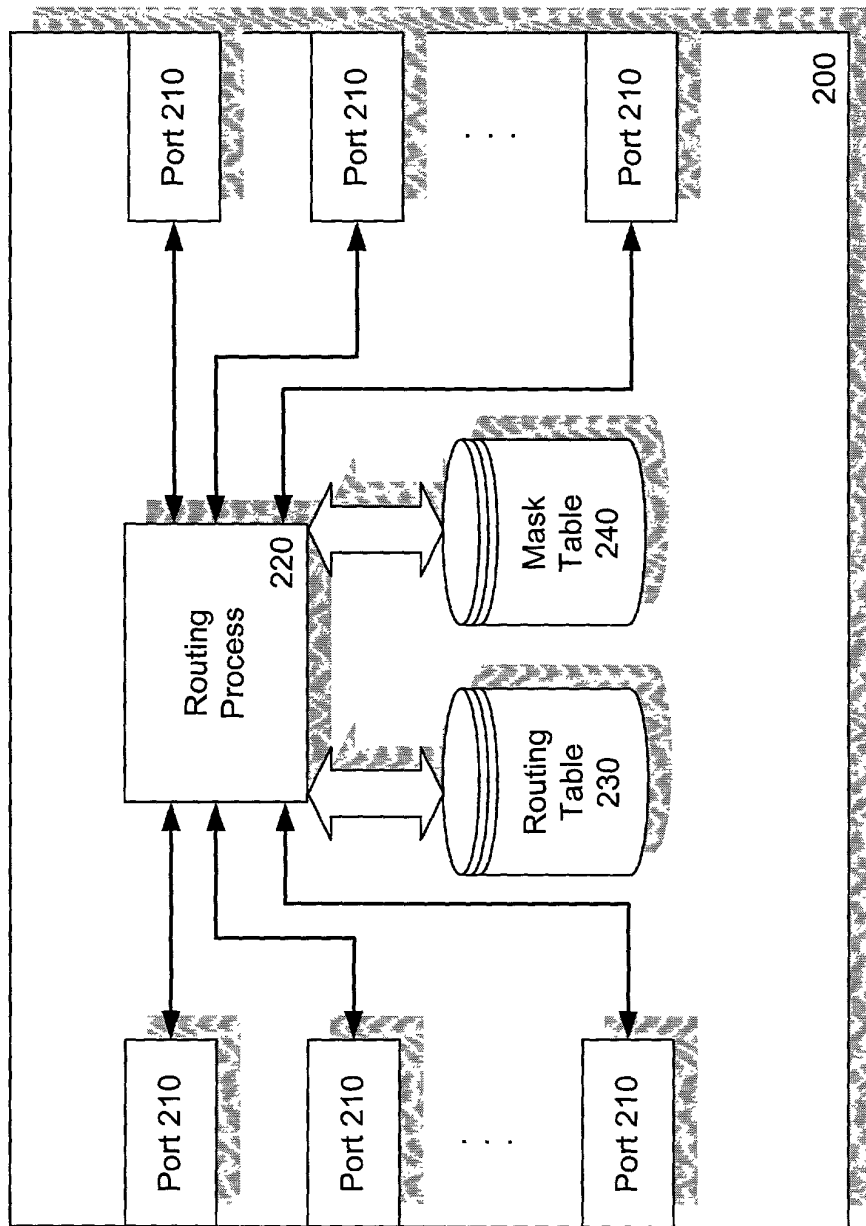 Port 210
Routing
Process
220
Port 210
Port 210
Port 210
. . .
. . .
Routing
Table
230
Mask
Table
240
Port 210
Port 210
200